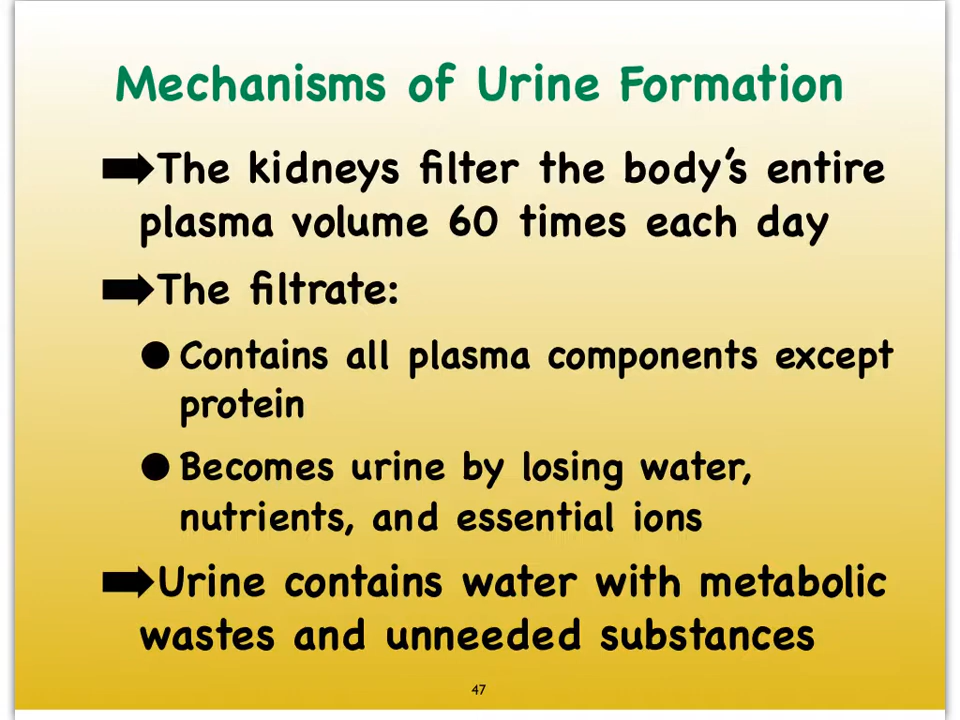 Mechanisms of Urine Formation
➡The kidneys filter the body's entire
plasma volume 60 times each day
➡The filtrate:
● Contains all plasma components except
protein
● Becomes urine by losing water,
nutrients, and essential ions
➡Urine contains water with metabolic
wastes and unneeded substances
47